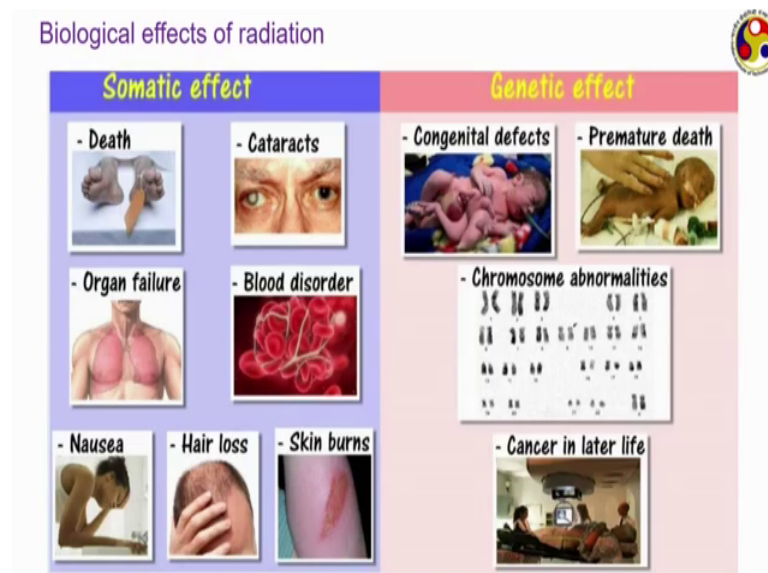 Biological effects of radiation
Somatic effect
- Death
- Cataracts
- Organ failure
- Blood disorder
- Nausea
- Hair loss
- Skin burns
Genetic effect
- Congenital defects
- Premature death
- Chromosome abnormalities
- Cancer in later life